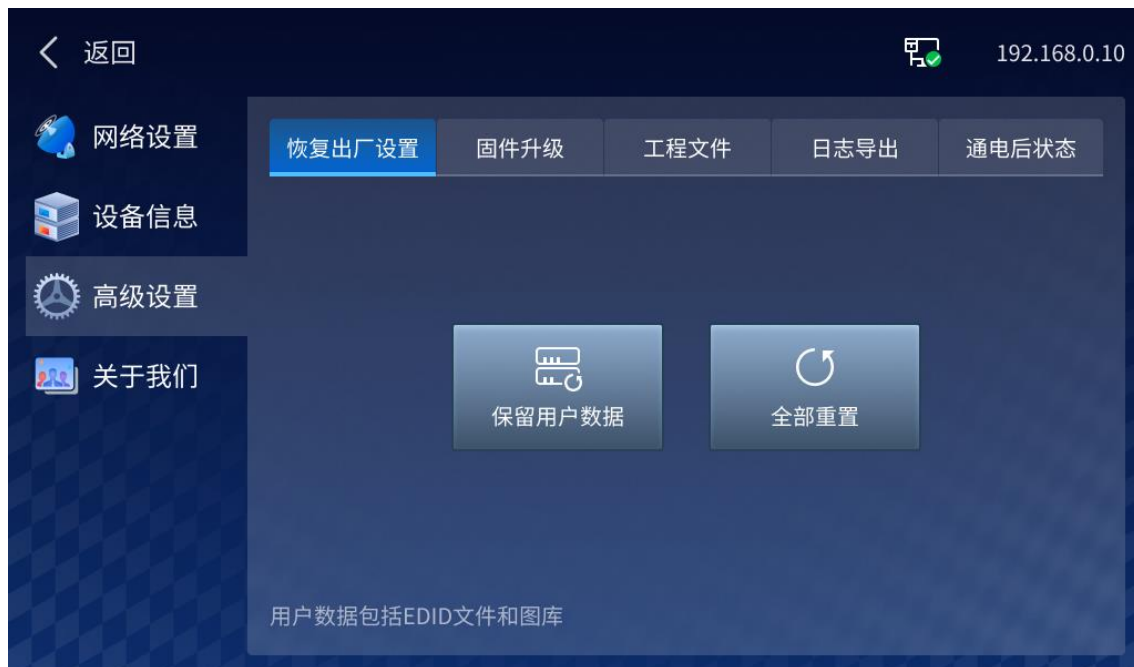 返回
192.168.0.10
网络设置
设备信息
高级设置
关于我们
恢复出厂设置 固件升级 工程文件 日志导出 通电后状态
保留用户数据 全部重置
用户数据包括EDID文件和图库